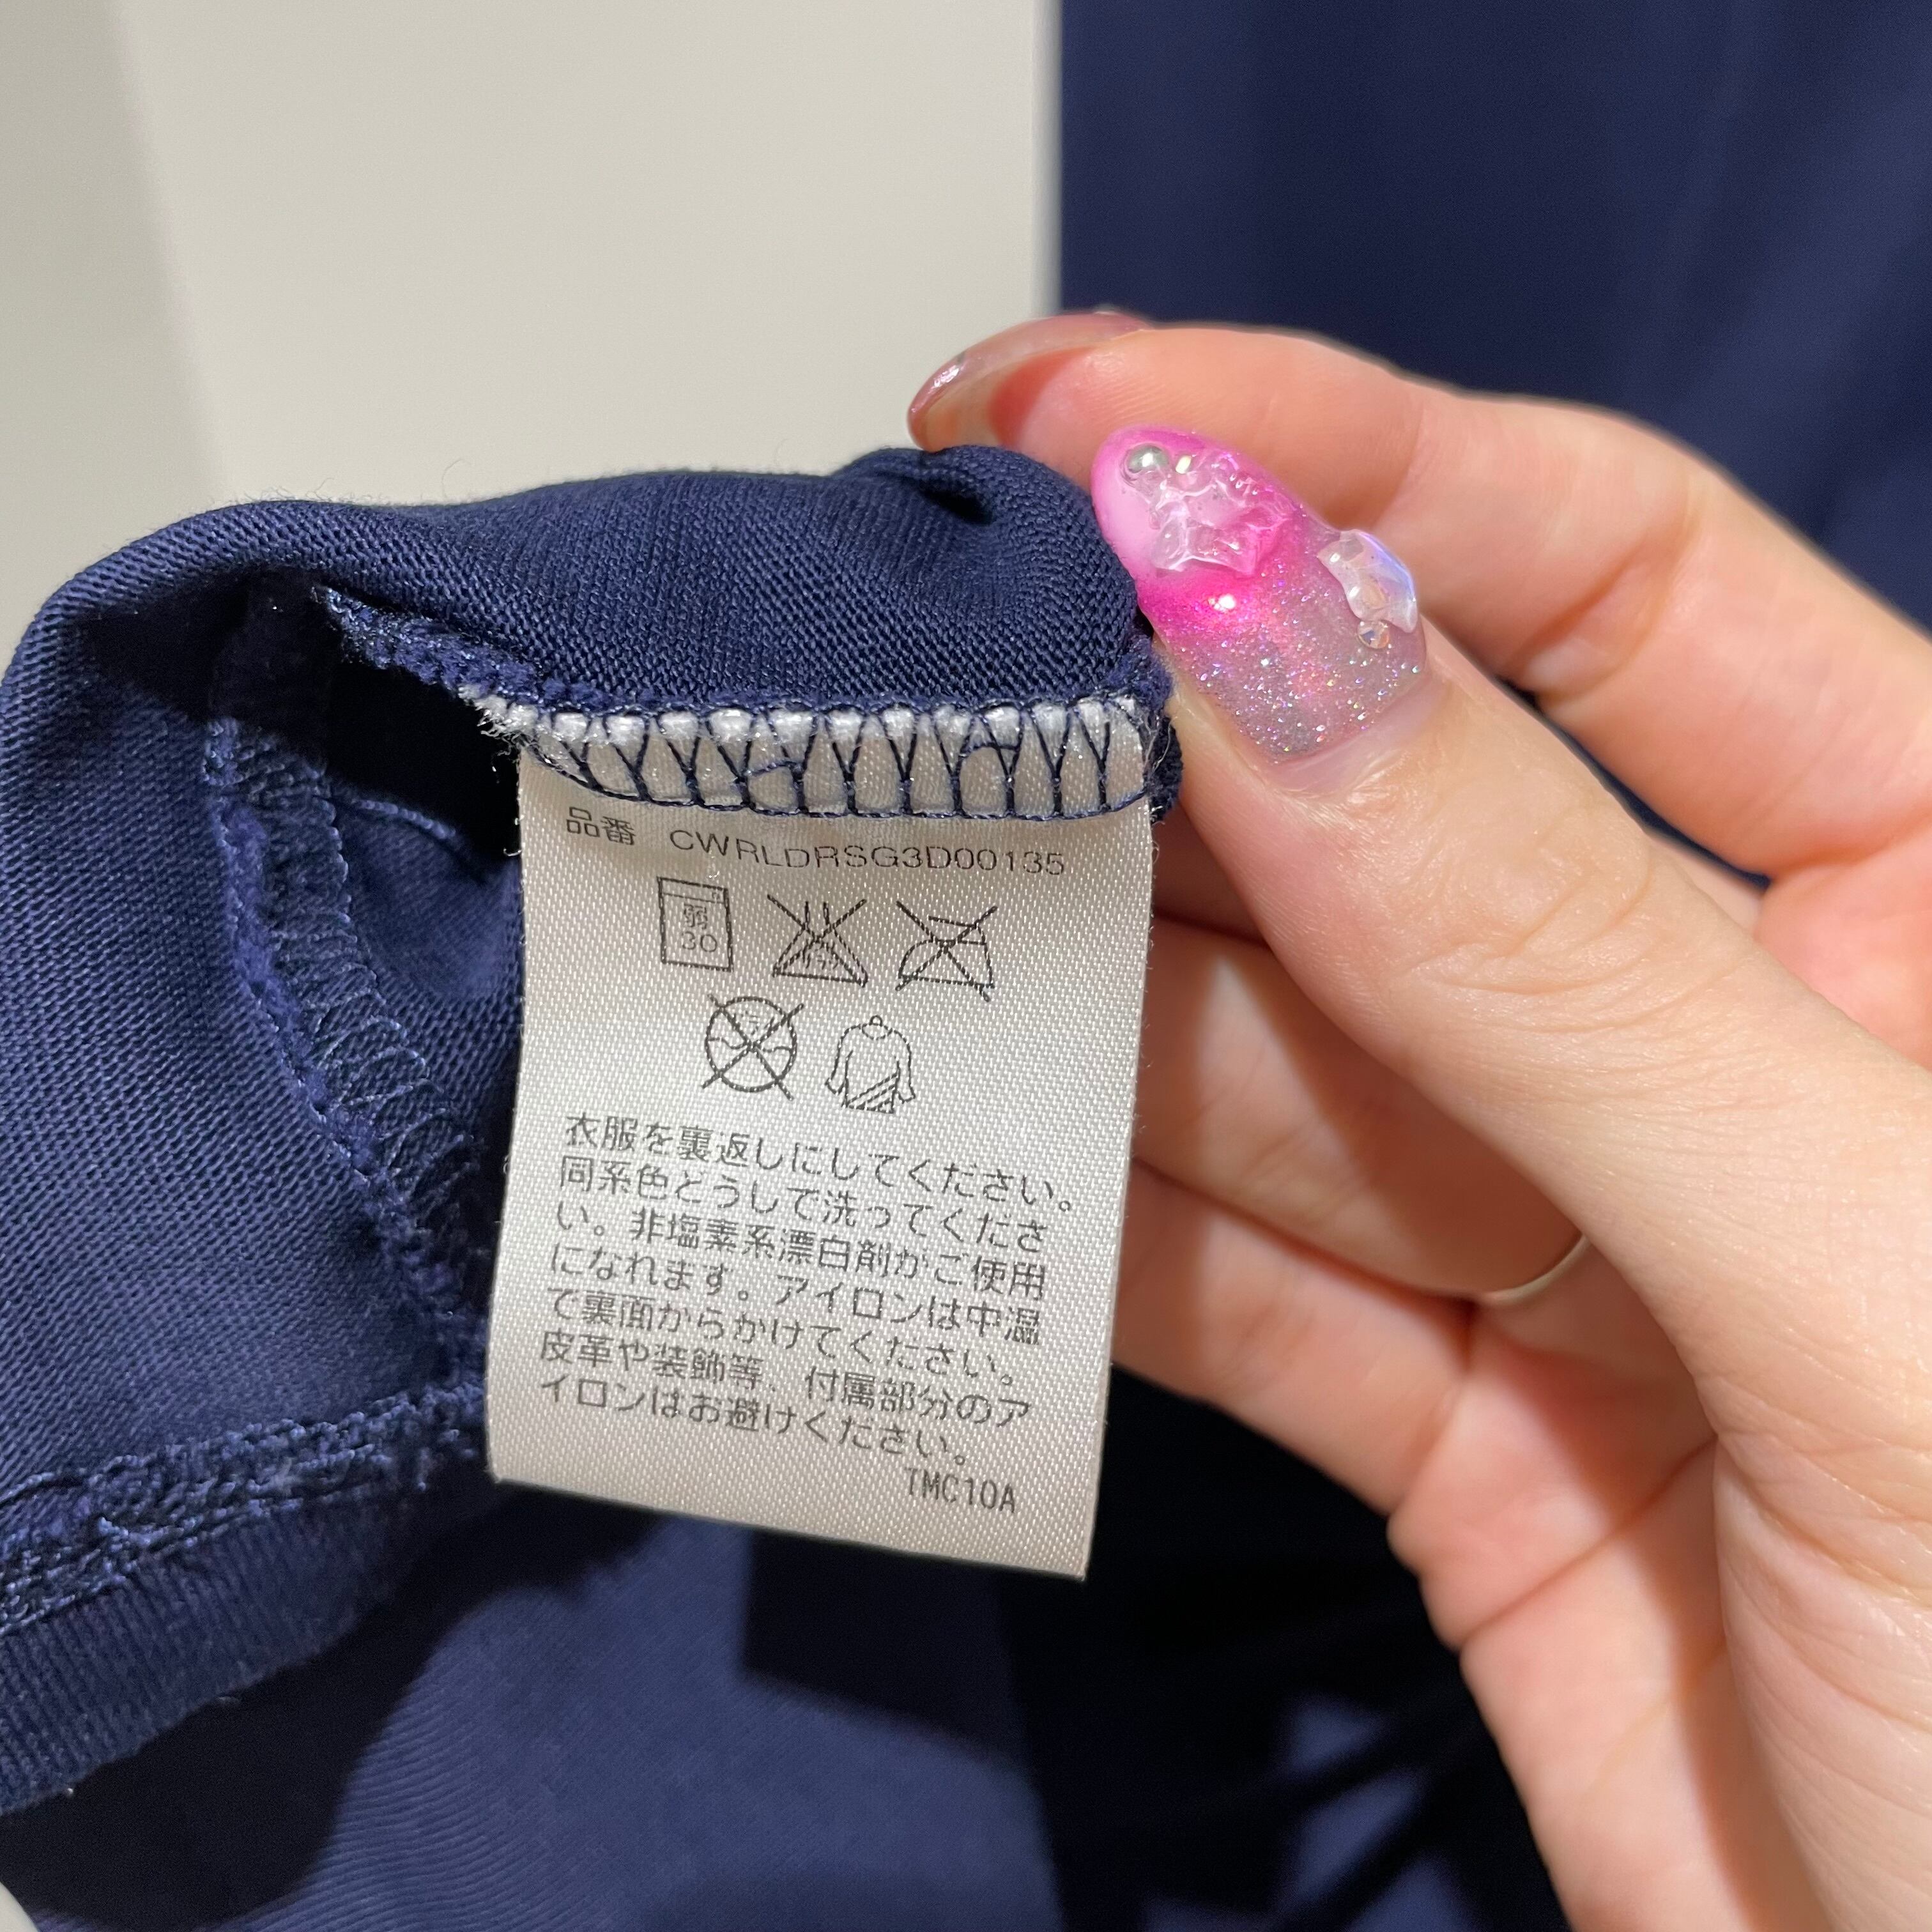 品番 CWRLDRSG3D00135
弱
30
衣服を裏返しにしてください。
同系色どうしで洗ってくださ
い。非塩素系漂白剤がご使用
になれます。アイロンは中温
で裏面からかけてください。
皮革や装飾等、付属部分のア
イロンはお避けください。
TMC10A